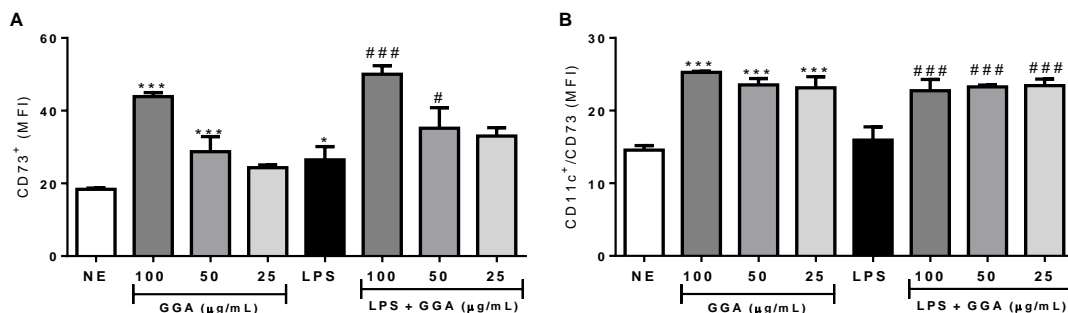 A
CD73+ (MFI)
60
40
20
0
***
***
*
###
#
NE
100
50
25
LPS
100
50
25
GGA (µg/mL)
LPS + GGA (µg/mL)
B
CD11c+/CD73 (MFI)
30
20
10
0
***
***
***
###
###
###
NE
100
50
25
LPS
100
50
25
GGA (µg/mL)
LPS + GGA (µg/mL)